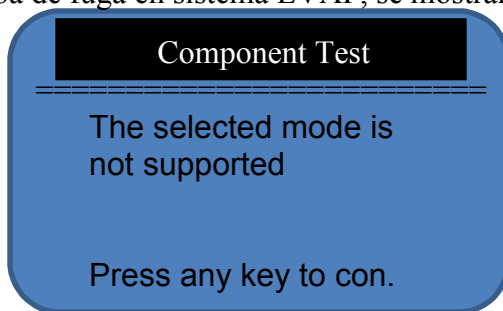 de fuga en sistema EVAP, se mostrar
Component Test
===========================
The selected mode is
not supported
Press any key to con.